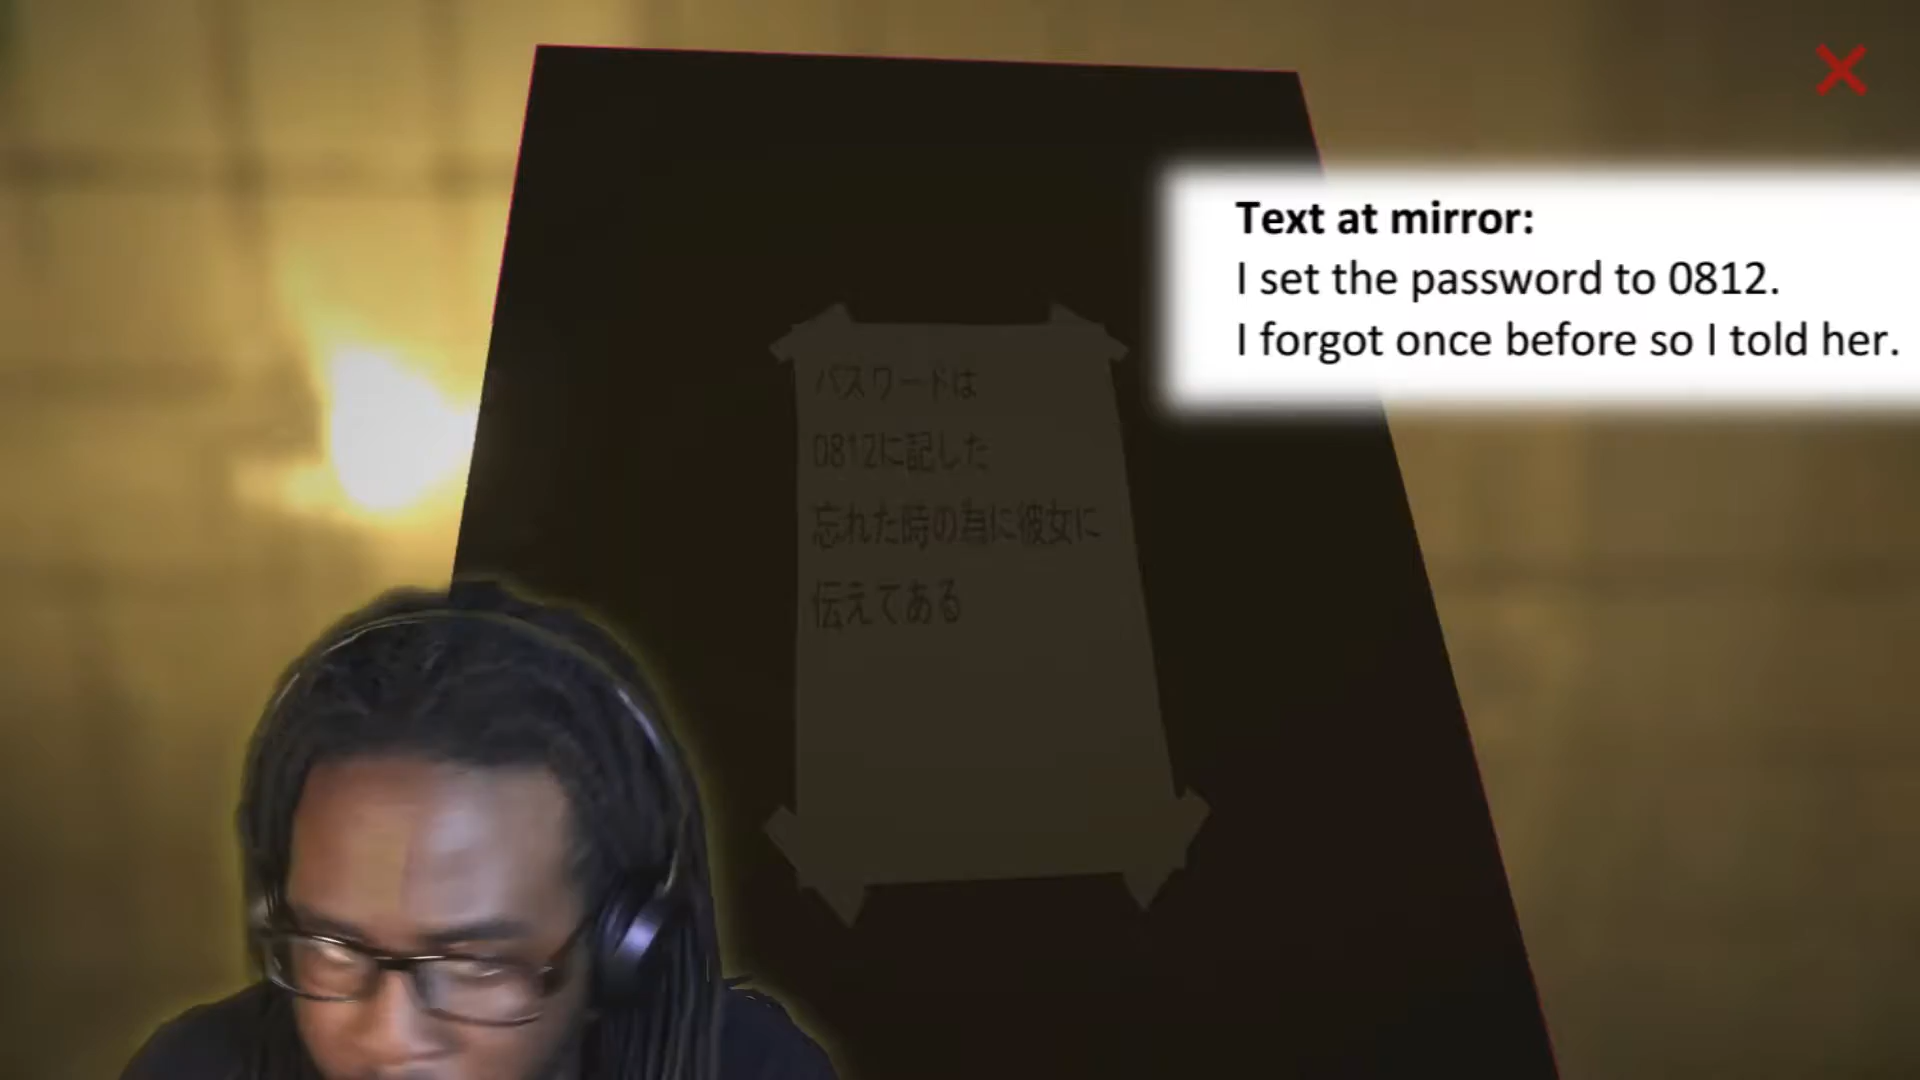 Text at mirror:
I set the password to 0812.
I forgot once before so I told her.
パスワードは
0812に記した
忘れた時の為に彼女に
伝えてある